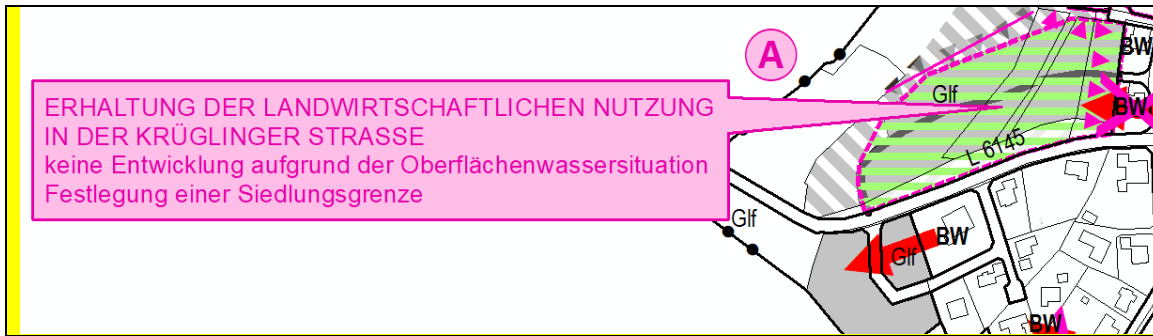 A
ERHALTUNG DER LANDWIRTSCHAFTLICHEN NUTZUNG
IN DER KRÜGLINGER STRASSE
keine Entwicklung aufgrund der Oberflächenwassersituation
Festlegung einer Siedlungsgrenze
BW
Glf
BW
L 6145
Glf
BW
Glf
BW